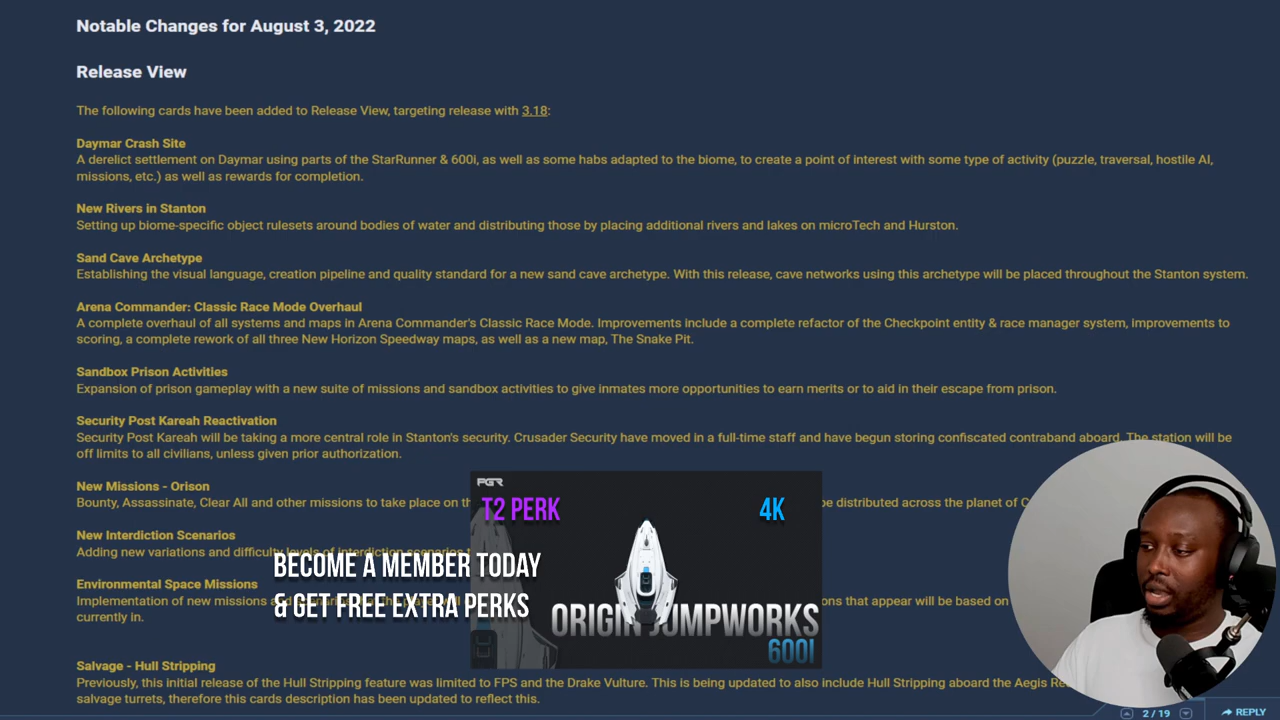 Notable Changes for August 3, 2022
Release View
The following cards have been added to Release View, targeting release with 3.18:
Daymar Crash Site
A derelict settlement on Daymar using parts of the StarRunner & 600i, as well as some habs adapted to the biome, to create a point of interest with some type of activity (puzzle, traversal, hostile AI,
missions, etc.) as well as rewards for completion.
New Rivers in Stanton
Setting up biome-specific object rulesets around bodies of water and distributing those by placing additional rivers and lakes on microTech and Hurston.
Sand Cave Archetype
Establishing the visual language, creation pipeline and quality standard for a new sand cave archetype. With this release, cave networks using this archetype will be placed throughout the Stanton system.
Arena Commander: Classic Race Mode Overhaul
A complete overhaul of all systems and maps in Arena Commander's Classic Race Mode. Improvements include a complete refactor of the Checkpoint entity & race manager system, improvements to
scoring, a complete rework of all three New Horizon Speedway maps, as well as a new map, The Snake Pit.
Sandbox Prison Activities
Expansion of prison gameplay with a new suite of missions and sandbox activities to give inmates more opportunities to earn merits or to aid in their escape from prison.
Security Post Kareah Reactivation
Security Post Kareah will be taking a more central role in Stanton's security. Crusader Security have moved in a full-time staff and have begun storing confiscated contraband aboard. The station will be
off limits to all civilians, unless given prior authorization.
New Missions - Orison
Bounty, Assassinate, Clear All and other missions to take place on be distributed across the planet of
New Interdiction Scenarios
Adding new variations and difficulty levels of interdiction scenarios
Environmental Space Missions
Implementation of new missions ons that appear will be based on
currently in.
Salvage - Hull Stripping
Previously, this initial release of the Hull Stripping feature was limited to FPS and the Drake Vulture. This is being updated to also include Hull Stripping aboard the Aegis
salvage turrets, therefore this cards description has been updated to reflect this.
PGR
T2 PERK
4K
BECOME A MEMBER TODAY
& GET FREE EXTRA PERKS
ORIGIN JUMPWORKS
600I
2 / 19
REPLY